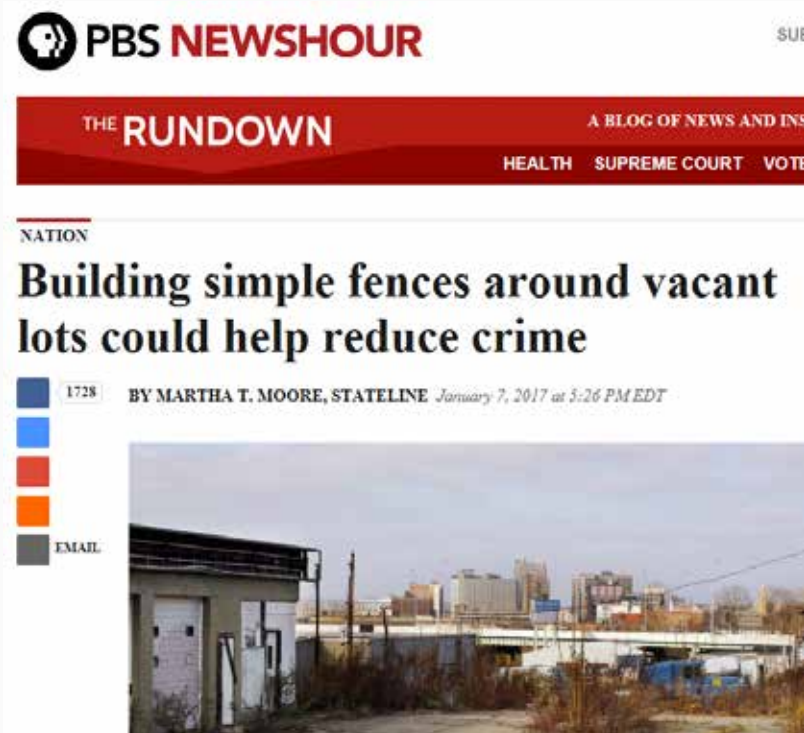 PBS NEWSHOUR
SUB
THE RUNDOWN
A BLOG OF NEWS AND INS
HEALTH SUPREME COURT VOTE
NATION
Building simple fences around vacant
lots could help reduce crime
1728
BY MARTHA T. MOORE, STATELINE January 7, 2017 at 5:26 PM EDT
EMAIL